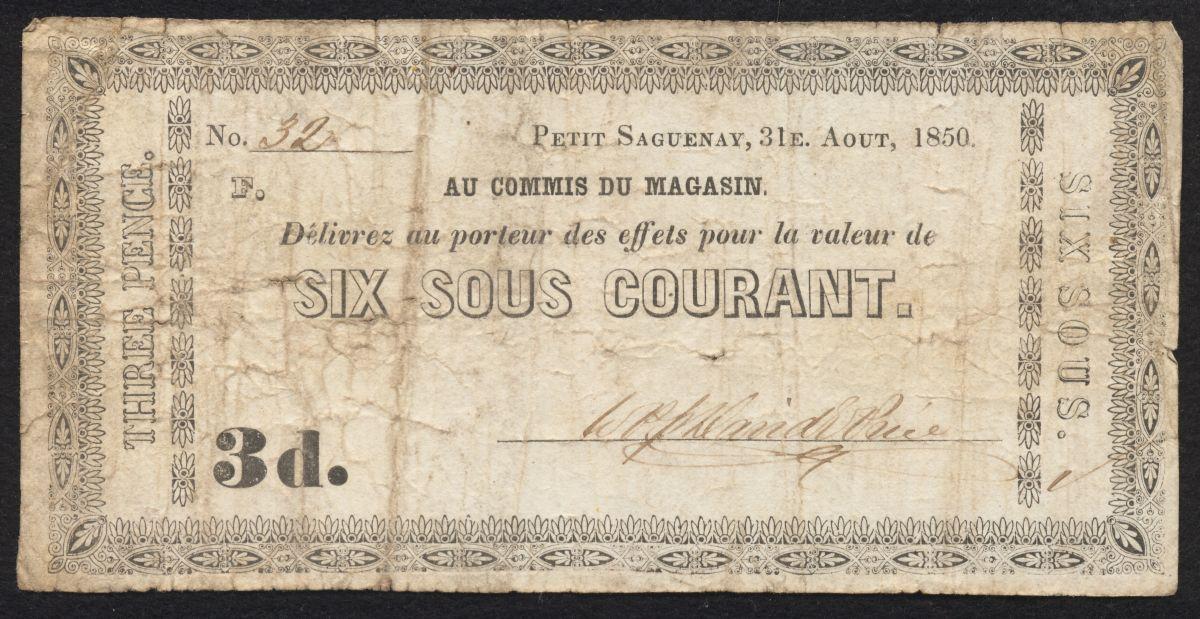 THREE PENCE.
No. 32
PETIT SAGUENAY, 31E. AOUT, 1850.
F.
AU COMMIS DU MAGASIN.
Délivrez au porteur des effets pour la valeur de
SIX SOUS COURANT.
3d.
Price
SIX SOUS.